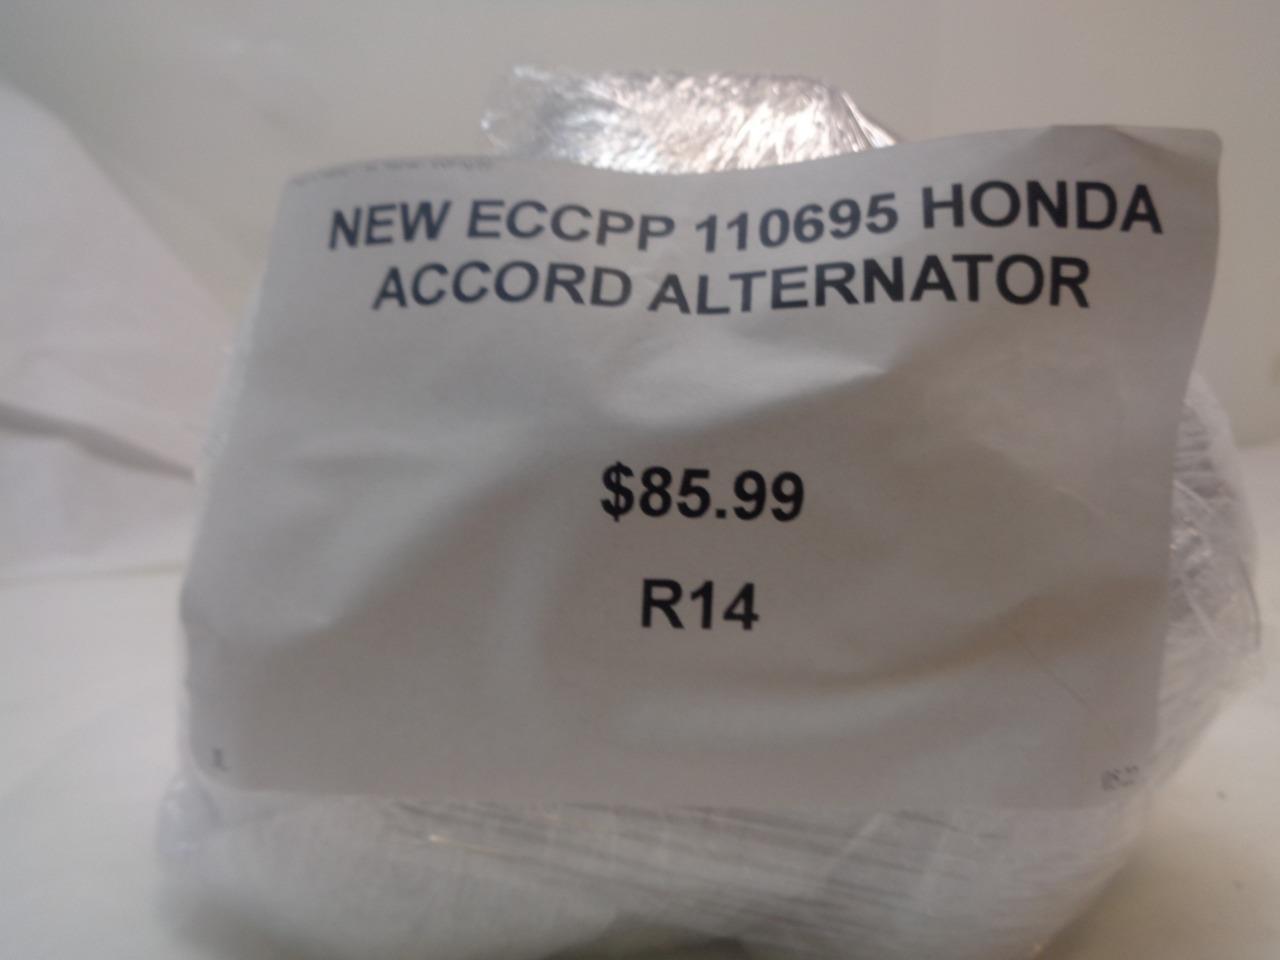 NEW ECCPP 110695 HONDA
ACCORD ALTERNATOR
$85.99
R14